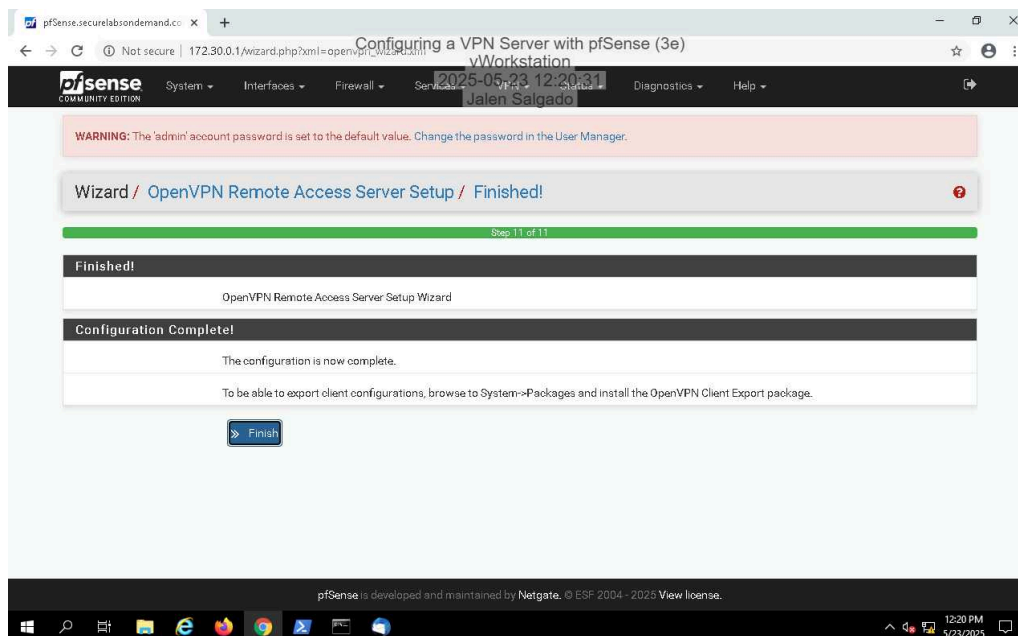 pfSense.securelabsondemand.co
Not secure 172.30.0.1/wizard.php?xml=openvpn_wizard.xml
Configuring a VPN Server with pfSense (3e)
vWorkstation
2025-05-23 12:20:31
Jalen Salgado
pfsense
COMMUNITY EDITION
System Interfaces Firewall Services VPN Status Diagnostics Help
WARNING: The 'admin' account password is set to the default value. Change the password in the User Manager.
Wizard / OpenVPN Remote Access Server Setup / Finished!
Step 11 of 11
Finished!
OpenVPN Remote Access Server Setup Wizard
Configuration Complete!
The configuration is now complete.
To be able to export client configurations, browse to System->Packages and install the OpenVPN Client Export package.
Finish
pfSense is developed and maintained by Netgate. © ESF 2004 - 2025 View license.
12:20 PM
5/23/2025